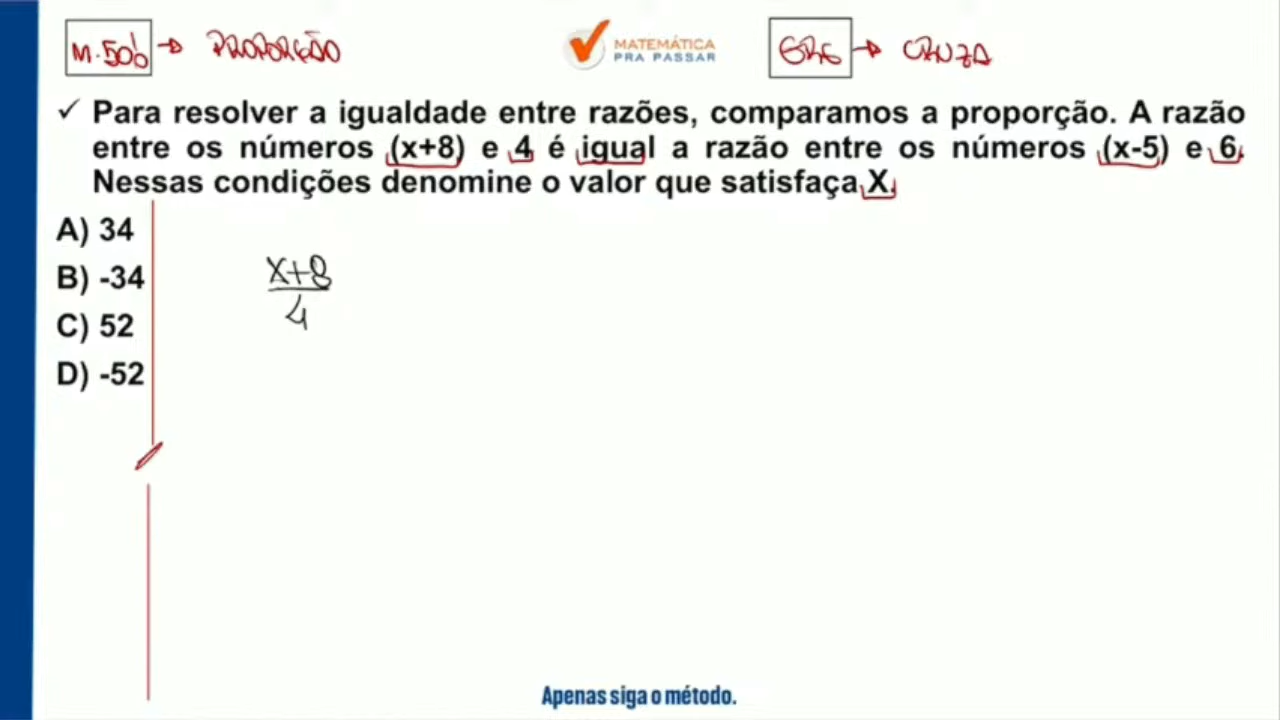 M.50% → PROPORÇÃO
MATEMÁTICA
PRA PASSAR
→ CRUZA
✓ Para resolver a igualdade entre razões, comparamos a proporção. A razão
entre os números (x+8) e 4 é igual a razão entre os números (x-5) e 6.
Nessas condições denomine o valor que satisfaça X.
A) 34
B) -34
C) 52
D) -52
x+8
4
Apenas siga o método.